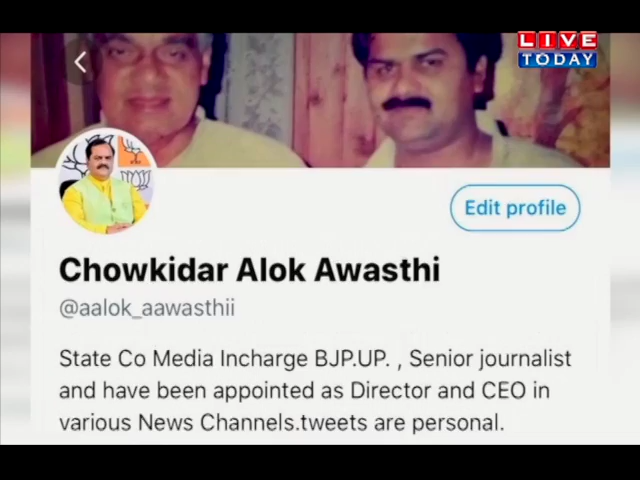 LIVE
TODAY
Edit profile
Chowkidar Alok Awasthi
@aalok_aawasthii
State Co Media Incharge BJP.UP. , Senior journalist
and have been appointed as Director and CEO in
various News Channels.tweets are personal.